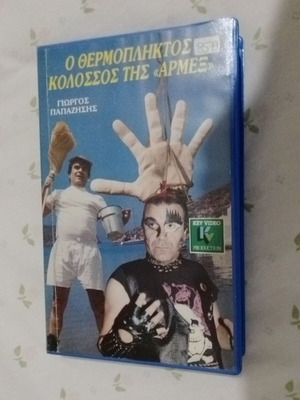 Ο ΘΕΡΜΟΠΛΗΚΤΟΣ
ΚΟΛΟΣΣΟΣ ΤΗΣ «ΑΡΜΕΞ»
ΓΙΩΡΓΟΣ
ΠΑΠΑΖΗΣΗΣ
KEY VIDEO
K
PRODUCTION